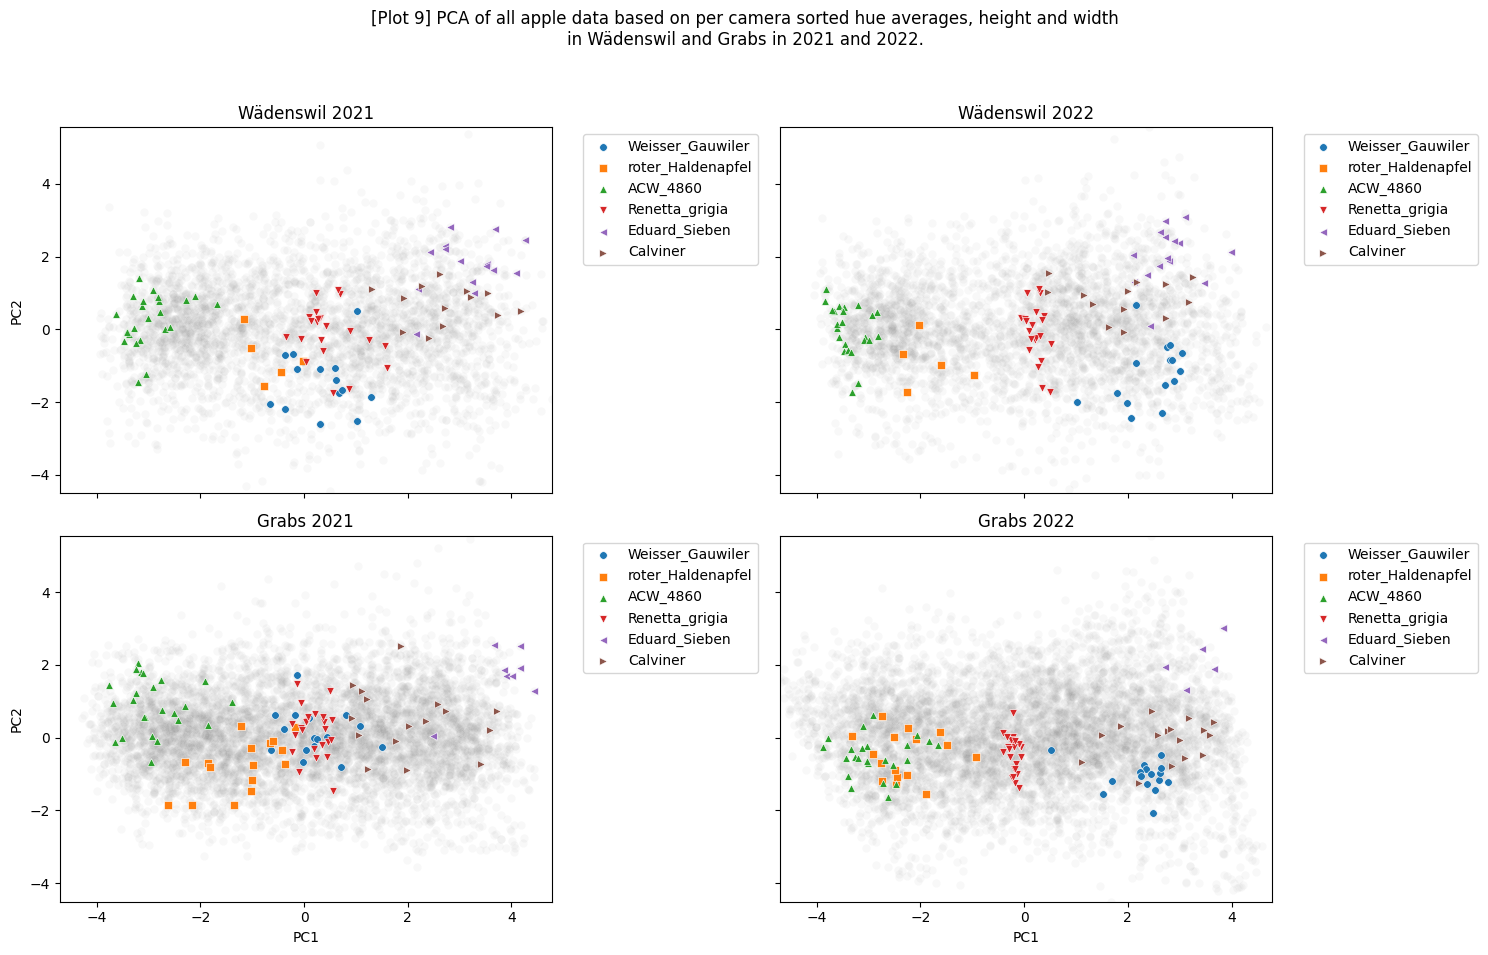 [Plot 9] PCA of all apple data based on per camera sorted hue averages, height and width
in Wädenswil and Grabs in 2021 and 2022.
Wädenswil 2021
PC2
4
2
0
−2
−4
Weisser_Gauwiler
roter_Haldenapfel
ACW_4860
Renetta_grigia
Eduard_Sieben
Calviner
Wädenswil 2022
Weisser_Gauwiler
roter_Haldenapfel
ACW_4860
Renetta_grigia
Eduard_Sieben
Calviner
Grabs 2021
PC2
4
2
0
−2
−4
−4 −2 0 2 4
PC1
Weisser_Gauwiler
roter_Haldenapfel
ACW_4860
Renetta_grigia
Eduard_Sieben
Calviner
Grabs 2022
−4 −2 0 2 4
PC1
Weisser_Gauwiler
roter_Haldenapfel
ACW_4860
Renetta_grigia
Eduard_Sieben
Calviner